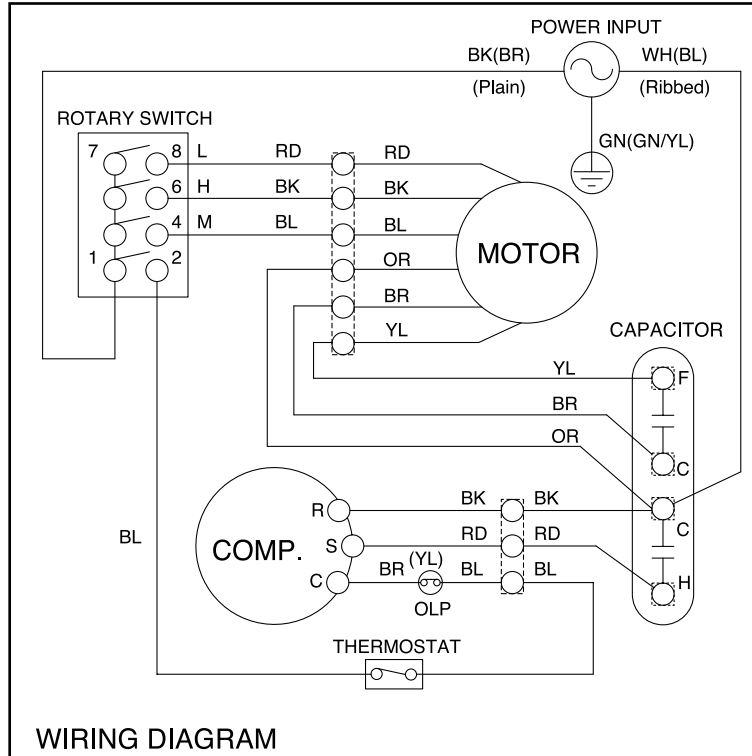 POWER INPUT
BK(BR) WH(BL)
(Plain) (Ribbed)
GN(GN/YL)
ROTARY SWITCH
7 8 L RD RD
6 H BK BK
4 M BL BL
1 2 OR
MOTOR
BR
YL
CAPACITOR
YL F
BR
OR C
R BK BK C
COMP. S RD RD
C BR (YL) BL BL H
OLP
BL
THERMOSTAT
WIRING DIAGRAM